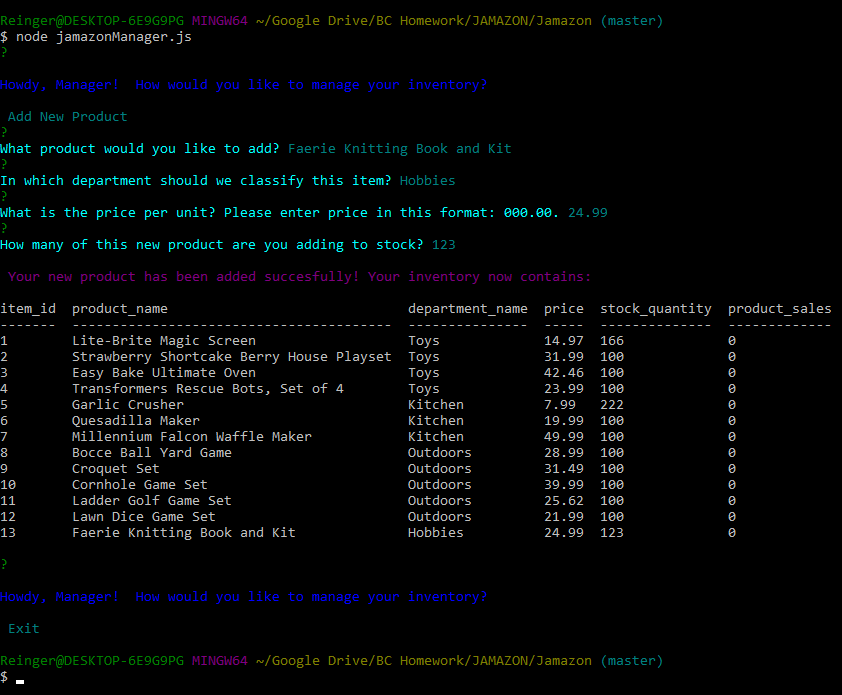 Reinger@DESKTOP-6E9G9PG MINGW64 ~/Google Drive/BC Homework/JAMAZON/Jamazon (master)
$ node jamazonManager.js
?
Howdy, Manager!  How would you like to manage your inventory?
 Add New Product
?
What product would you like to add? Faerie Knitting Book and Kit
?
In which department should we classify this item? Hobbies
?
What is the price per unit? Please enter price in this format: 000.00. 24.99
?
How many of this new product are you adding to stock? 123
 Your new product has been added succesfully! Your inventory now contains:
item_id  product_name                              department_name  price  stock_quantity  product_sales
-------  ----------------------------------------  ---------------  -----  --------------  -------------
1        Lite-Brite Magic Screen                   Toys             14.97  166             0
2        Strawberry Shortcake Berry House Playset  Toys             31.99  100             0
3        Easy Bake Ultimate Oven                   Toys             42.46  100             0
4        Transformers Rescue Bots, Set of 4        Toys             23.99  100             0
5        Garlic Crusher                            Kitchen          7.99   222             0
6        Quesadilla Maker                          Kitchen          19.99  100             0
7        Millennium Falcon Waffle Maker            Kitchen          49.99  100             0
8        Bocce Ball Yard Game                      Outdoors         28.99  100             0
9        Croquet Set                               Outdoors         31.49  100             0
10       Cornhole Game Set                         Outdoors         39.99  100             0
11       Ladder Golf Game Set                      Outdoors         25.62  100             0
12       Lawn Dice Game Set                        Outdoors         21.99  100             0
13       Faerie Knitting Book and Kit              Hobbies          24.99  123             0
?
Howdy, Manager!  How would you like to manage your inventory?
 Exit
Reinger@DESKTOP-6E9G9PG MINGW64 ~/Google Drive/BC Homework/JAMAZON/Jamazon (master)
$